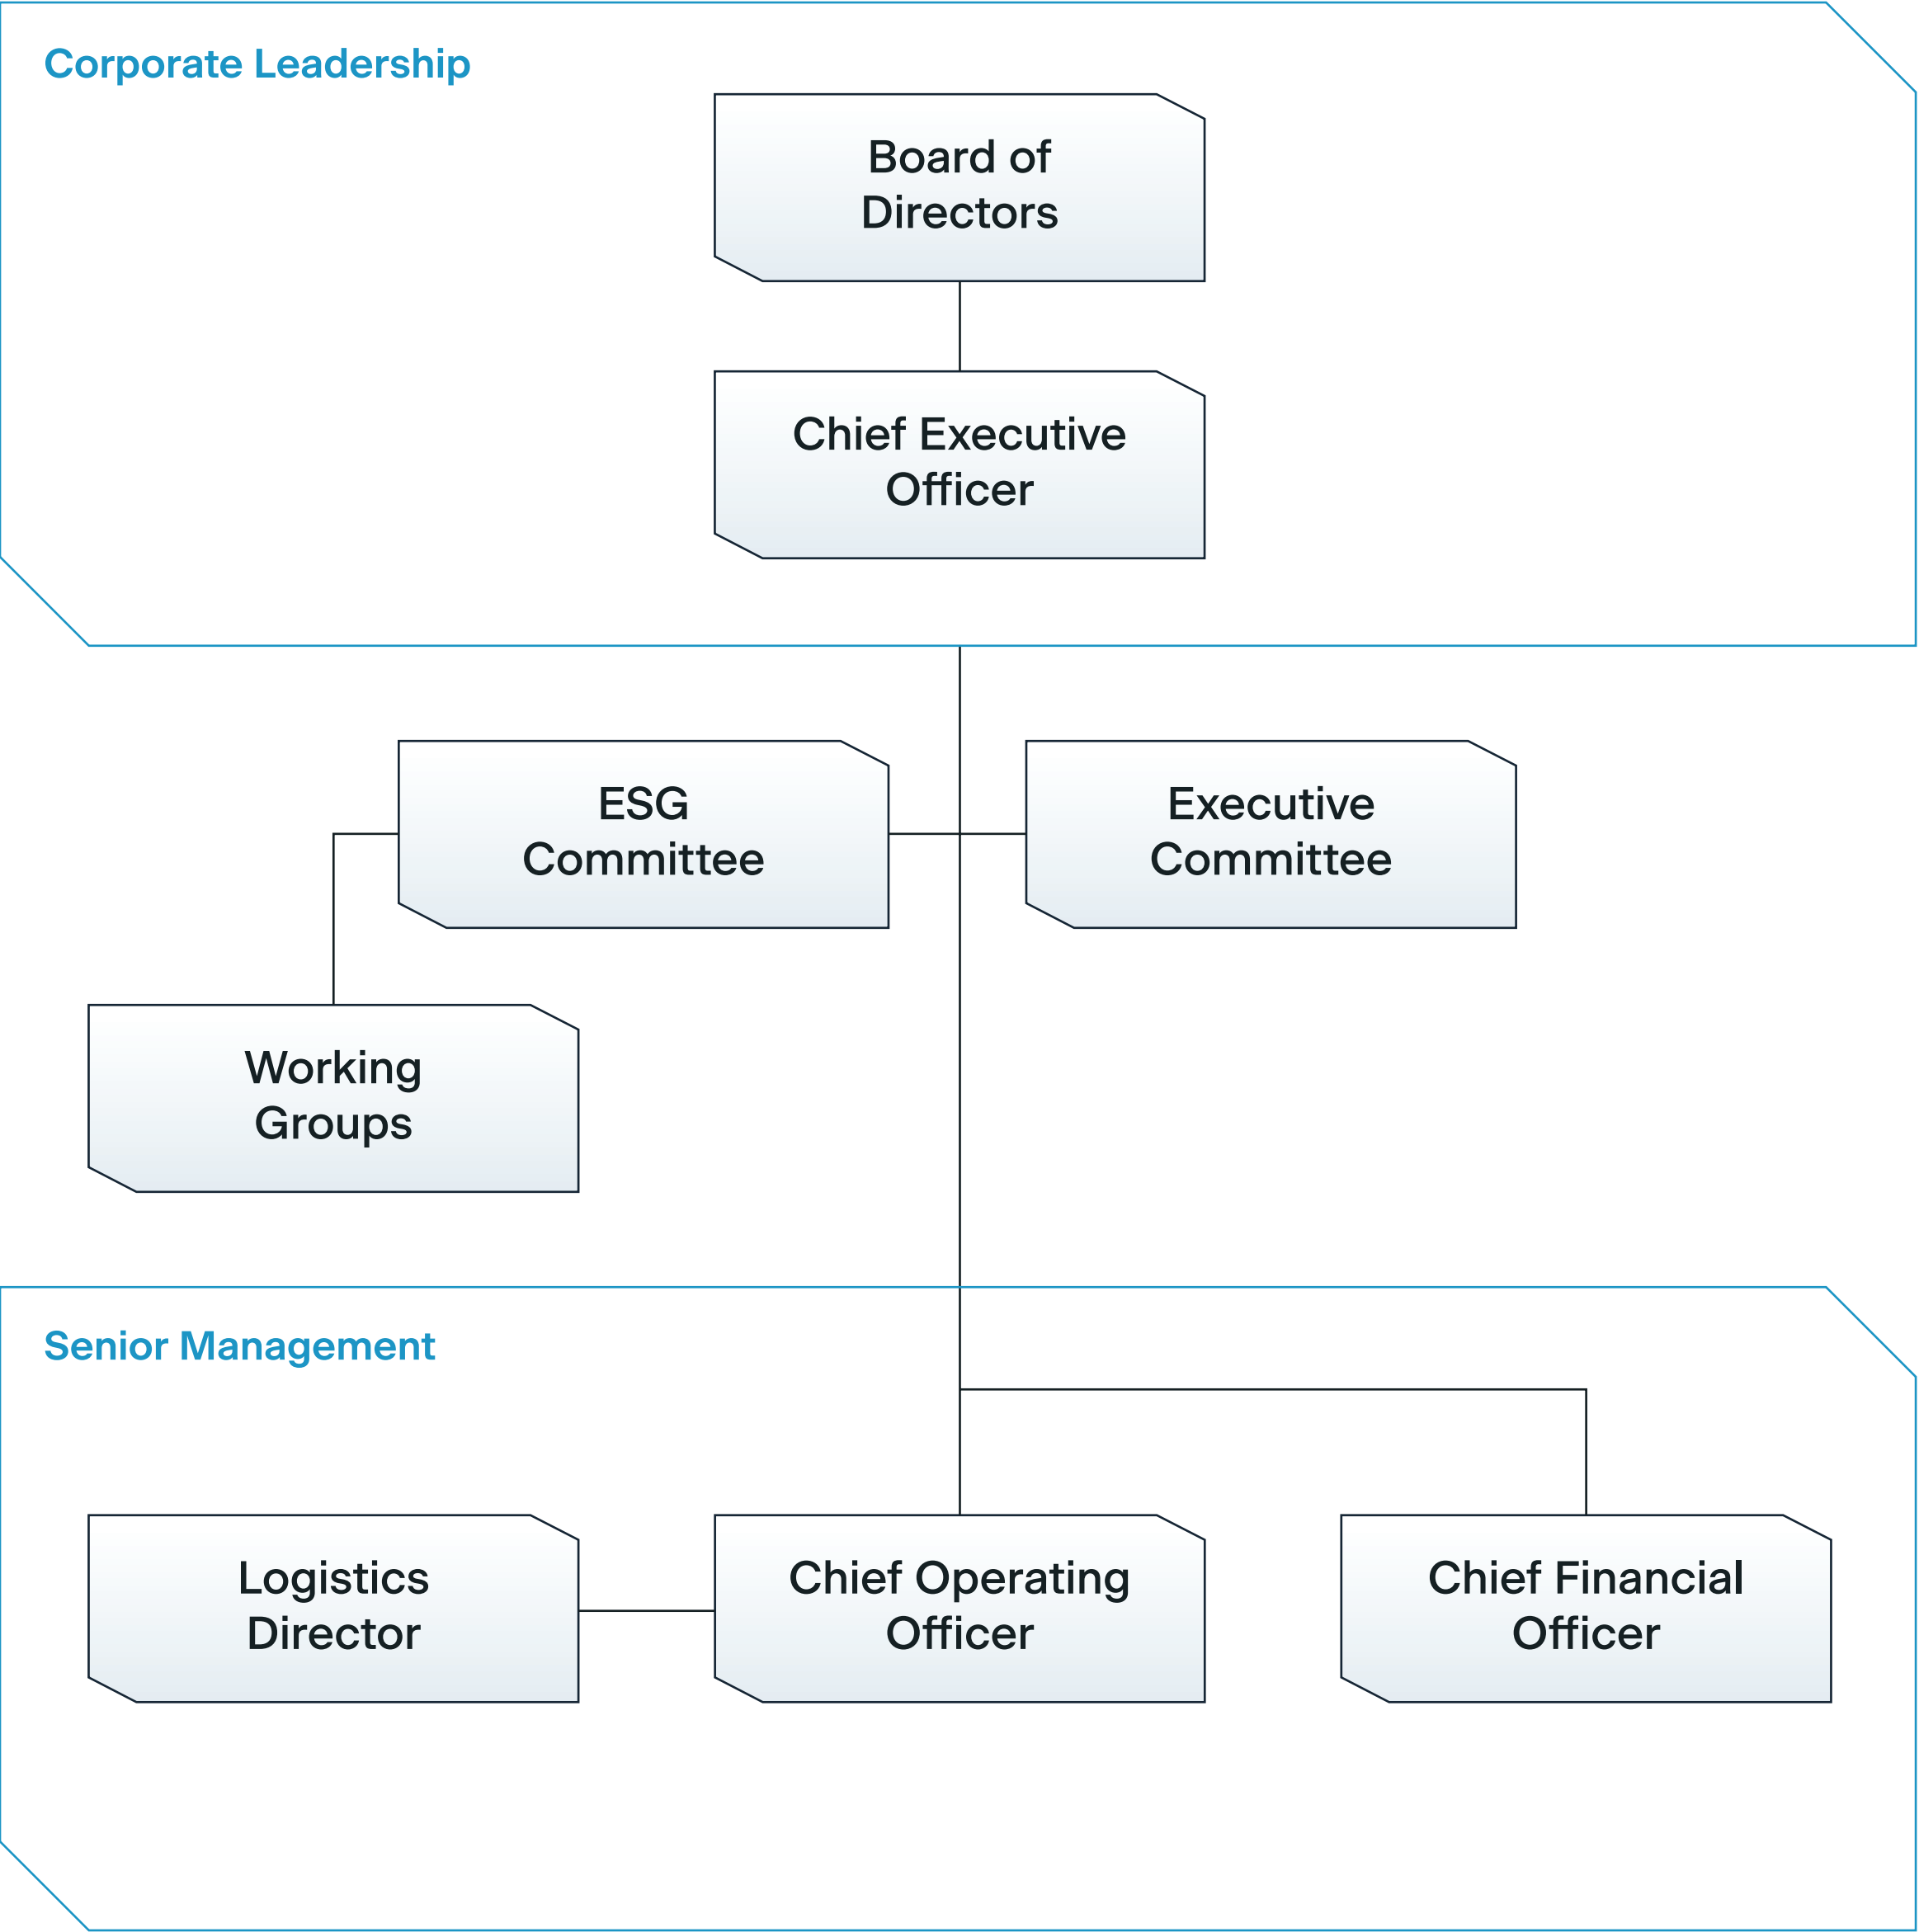 Corporate Leadership
Board of
Directors
Chief Executive
Officer
ESG
Committee
Executive
Committee
Working
Groups
Senior Management
Logistics
Director
Chief Operating
Officer
Chief Financial
Officer